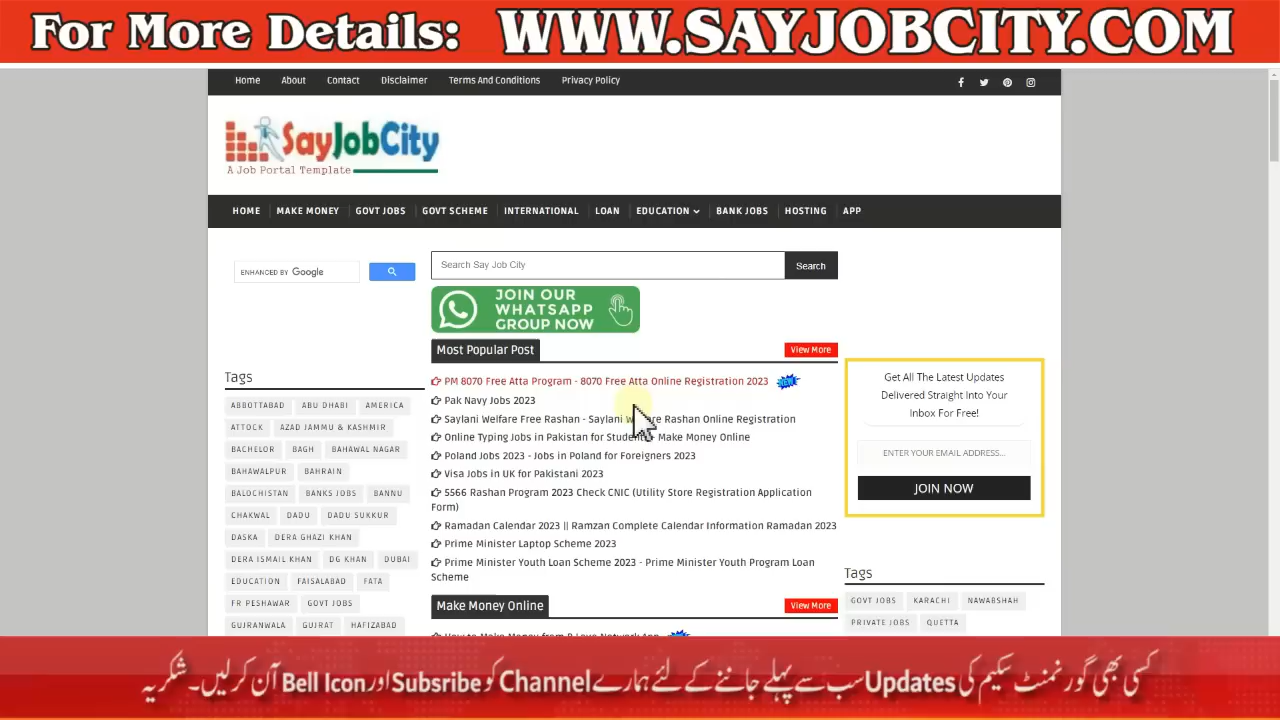 For More Details: WWW.SAYJOBCITY.COM
Home About Contact Disclaimer Terms And Conditions Privacy Policy
SayJobCity
A Job Portal Template
HOME MAKE MONEY GOVT JOBS GOVT SCHEME INTERNATIONAL LOAN EDUCATION BANK JOBS HOSTING APP
ENHANCED BY Google
Search Say Job City Search
JOIN OUR
WHATSAPP
GROUP NOW
Most Popular Post View More
PM 8070 Free Atta Program - 8070 Free Atta Online Registration 2023 NEW
Pak Navy Jobs 2023
Saylani Welfare Free Rashan - Saylani Rashan Online Registration
Online Typing Jobs in Pakistan for Students Make Money Online
Poland Jobs 2023 - Jobs in Poland for Foreigners 2023
Visa Jobs in UK for Pakistani 2023
5566 Rashan Program 2023 Check CNIC (Utility Store Registration Application
Form)
Ramadan Calendar 2023 || Ramzan Complete Calendar Information Ramadan 2023
Prime Minister Laptop Scheme 2023
Prime Minister Youth Loan Scheme 2023 - Prime Minister Youth Program Loan
Scheme
Make Money Online View More
Tags
ABBOTTABAD ABU DHABI AMERICA
ATTOCK AZAD JAMMU & KASHMIR
BACHELOR BAGH BAHAWAL NAGAR
BAHAWALPUR BAHRAIN
BALOCHISTAN BANKS JOBS BANNU
CHAKWAL DADU DADU SUKKUR
DASKA DERA GHAZI KHAN
DERA ISMAIL KHAN DG KHAN DUBAI
EDUCATION FAISALABAD FATA
FR PESHAWAR GOVT JOBS
GUJRANWALA GUJRAT HAFIZABAD
Get All The Latest Updates
Delivered Straight Into Your
Inbox For Free!
ENTER YOUR EMAIL ADDRESS...
JOIN NOW
Tags
GOVT JOBS KARACHI NAWABSHAH
PRIVATE JOBS QUETTA
کسی بھی گورنمنٹ سکیم کی Updates سب سے پہلے جاننے کے لئے ہمارے Channel کو Subsribe اور Bell Icon آن کرلیں۔ شکریہ